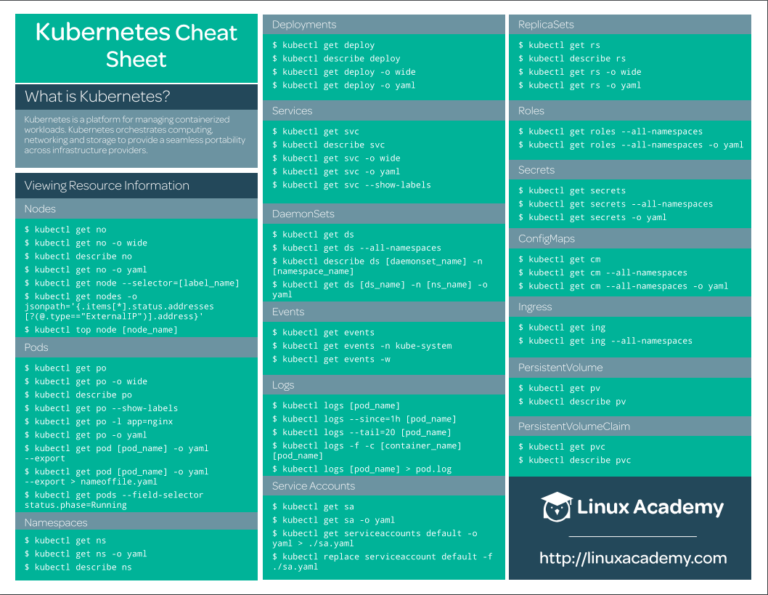 Kubernetes Cheat
Sheet
What is Kubernetes?
Kubernetes is a platform for managing containerized
workloads. Kubernetes orchestrates computing,
networking and storage to provide a seamless portability
across infrastructure providers.
Viewing Resource Information
Nodes
$ kubectl get no
$ kubectl get no -o wide
$ kubectl describe no
$ kubectl get no -o yaml
$ kubectl get node --selector=[label_name]
$ kubectl get nodes -o
jsonpath='{.items[*].status.addresses
[?(@.type=="ExternalIP")].address}'
$ kubectl top node [node_name]
Pods
$ kubectl get po
$ kubectl get po -o wide
$ kubectl describe po
$ kubectl get po --show-labels
$ kubectl get po -l app=nginx
$ kubectl get po -o yaml
$ kubectl get pod [pod_name] -o yaml
--export
$ kubectl get pod [pod_name] -o yaml
--export > nameoffile.yaml
$ kubectl get pods --field-selector
status.phase=Running
Namespaces
$ kubectl get ns
$ kubectl get ns -o yaml
$ kubectl describe ns
Deployments
$ kubectl get deploy
$ kubectl describe deploy
$ kubectl get deploy -o wide
$ kubectl get deploy -o yaml
Services
$ kubectl get svc
$ kubectl describe svc
$ kubectl get svc -o wide
$ kubectl get svc -o yaml
$ kubectl get svc --show-labels
DaemonSets
$ kubectl get ds
$ kubectl get ds --all-namespaces
$ kubectl describe ds [daemonset_name] -n
[namespace_name]
$ kubectl get ds [ds_name] -n [ns_name] -o
yaml
Events
$ kubectl get events
$ kubectl get events -n kube-system
$ kubectl get events -w
Logs
$ kubectl logs [pod_name]
$ kubectl logs --since=1h [pod_name]
$ kubectl logs --tail=20 [pod_name]
$ kubectl logs -f -c [container_name]
[pod_name]
$ kubectl logs [pod_name] > pod.log
Service Accounts
$ kubectl get sa
$ kubectl get sa -o yaml
$ kubectl get serviceaccounts default -o
yaml > ./sa.yaml
$ kubectl replace serviceaccount default -f
./sa.yaml
ReplicaSets
$ kubectl get rs
$ kubectl describe rs
$ kubectl get rs -o wide
$ kubectl get rs -o yaml
Roles
$ kubectl get roles --all-namespaces
$ kubectl get roles --all-namespaces -o yaml
Secrets
$ kubectl get secrets
$ kubectl get secrets --all-namespaces
$ kubectl get secrets -o yaml
ConfigMaps
$ kubectl get cm
$ kubectl get cm --all-namespaces
$ kubectl get cm --all-namespaces -o yaml
Ingress
$ kubectl get ing
$ kubectl get ing --all-namespaces
PersistentVolume
$ kubectl get pv
$ kubectl describe pv
PersistentVolumeClaim
$ kubectl get pvc
$ kubectl describe pvc
Linux Academy
http://linuxacademy.com